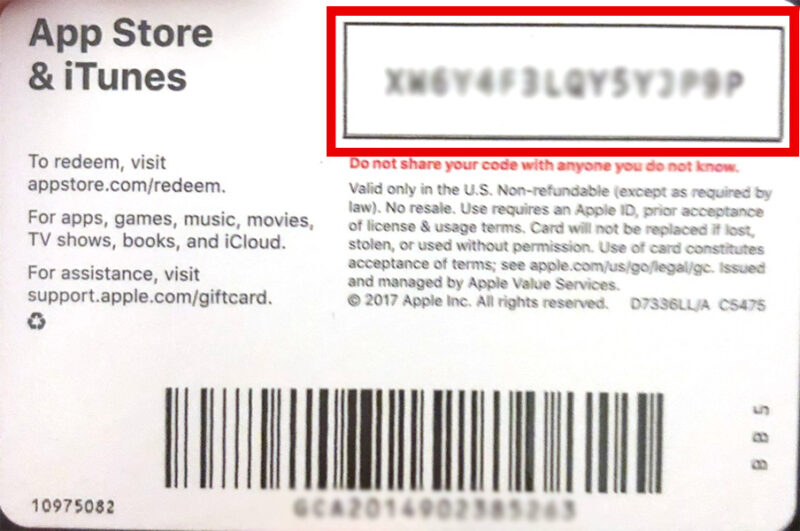 App Store
& iTunes
To redeem, visit
appstore.com/redeem.
For apps, games, music, movies,
TV shows, books, and iCloud.
For assistance, visit
support.apple.com/giftcard.
Do not share your code with anyone you do not know.
Valid only in the U.S. Non-refundable (except as required by
law). No resale. Use requires an Apple ID, prior acceptance
of license & usage terms. Card will not be replaced if lost,
stolen, or used without permission. Use of card constitutes
acceptance of terms; see apple.com/us/go/legal/gc. Issued
and managed by Apple Value Services.
© 2017 Apple Inc. All rights reserved. D7336LL/A C5475
10975082